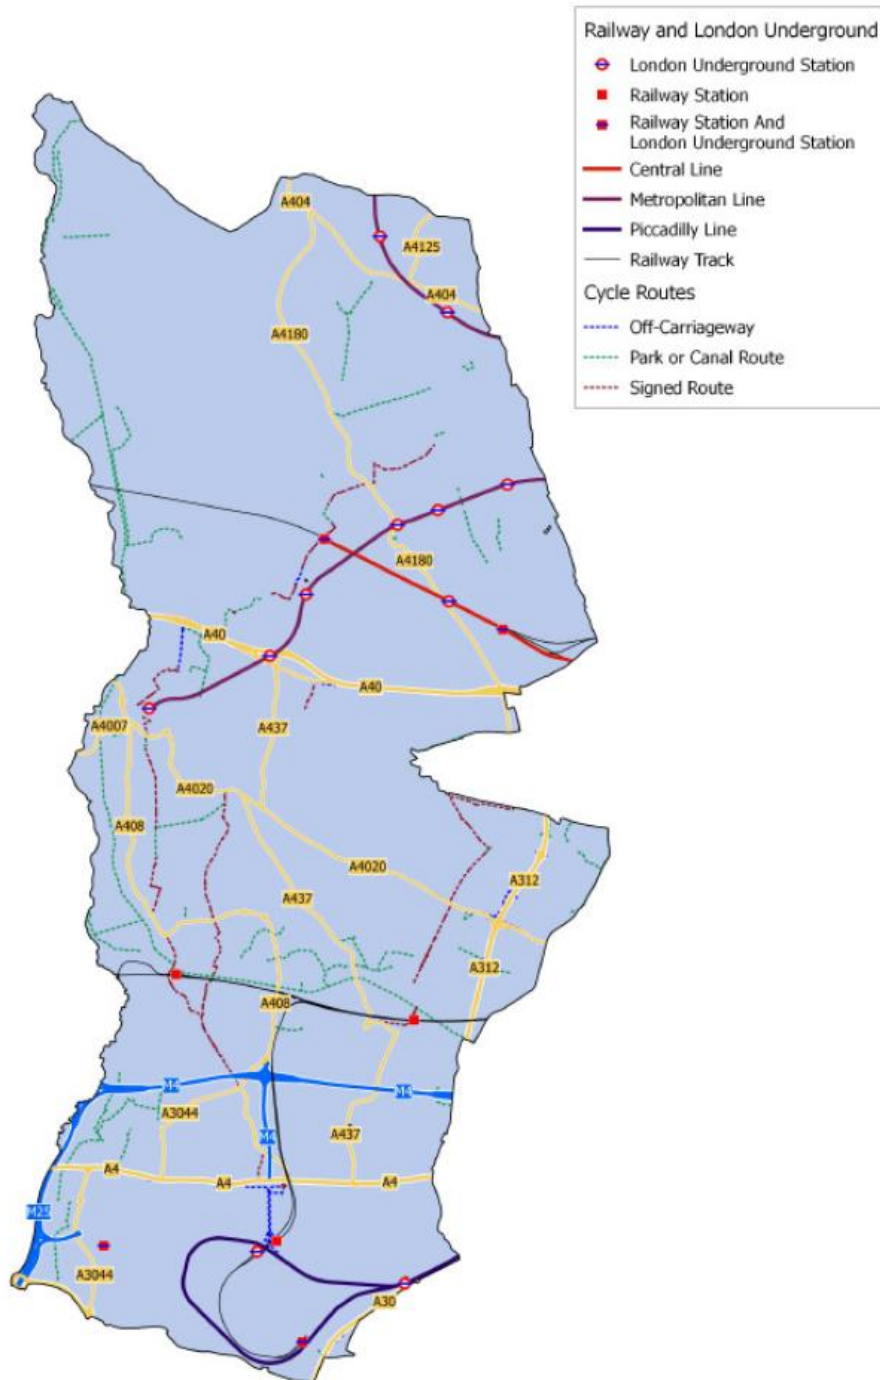 Railway and London Underground
London Underground Station
Railway Station
Railway Station And
London Underground Station
Central Line
Metropolitan Line
Piccadilly Line
Railway Track
Cycle Routes
Off-Carriageway
Park or Canal Route
Signed Route
A404
A4125
A404
A4180
A4180
A40
A40
A4007
A437
A4020
A408
A4020
A437
A312
A312
A408
M4
M4
A3044
M4
A437
A4
A4
A4
M25
A3044
A30